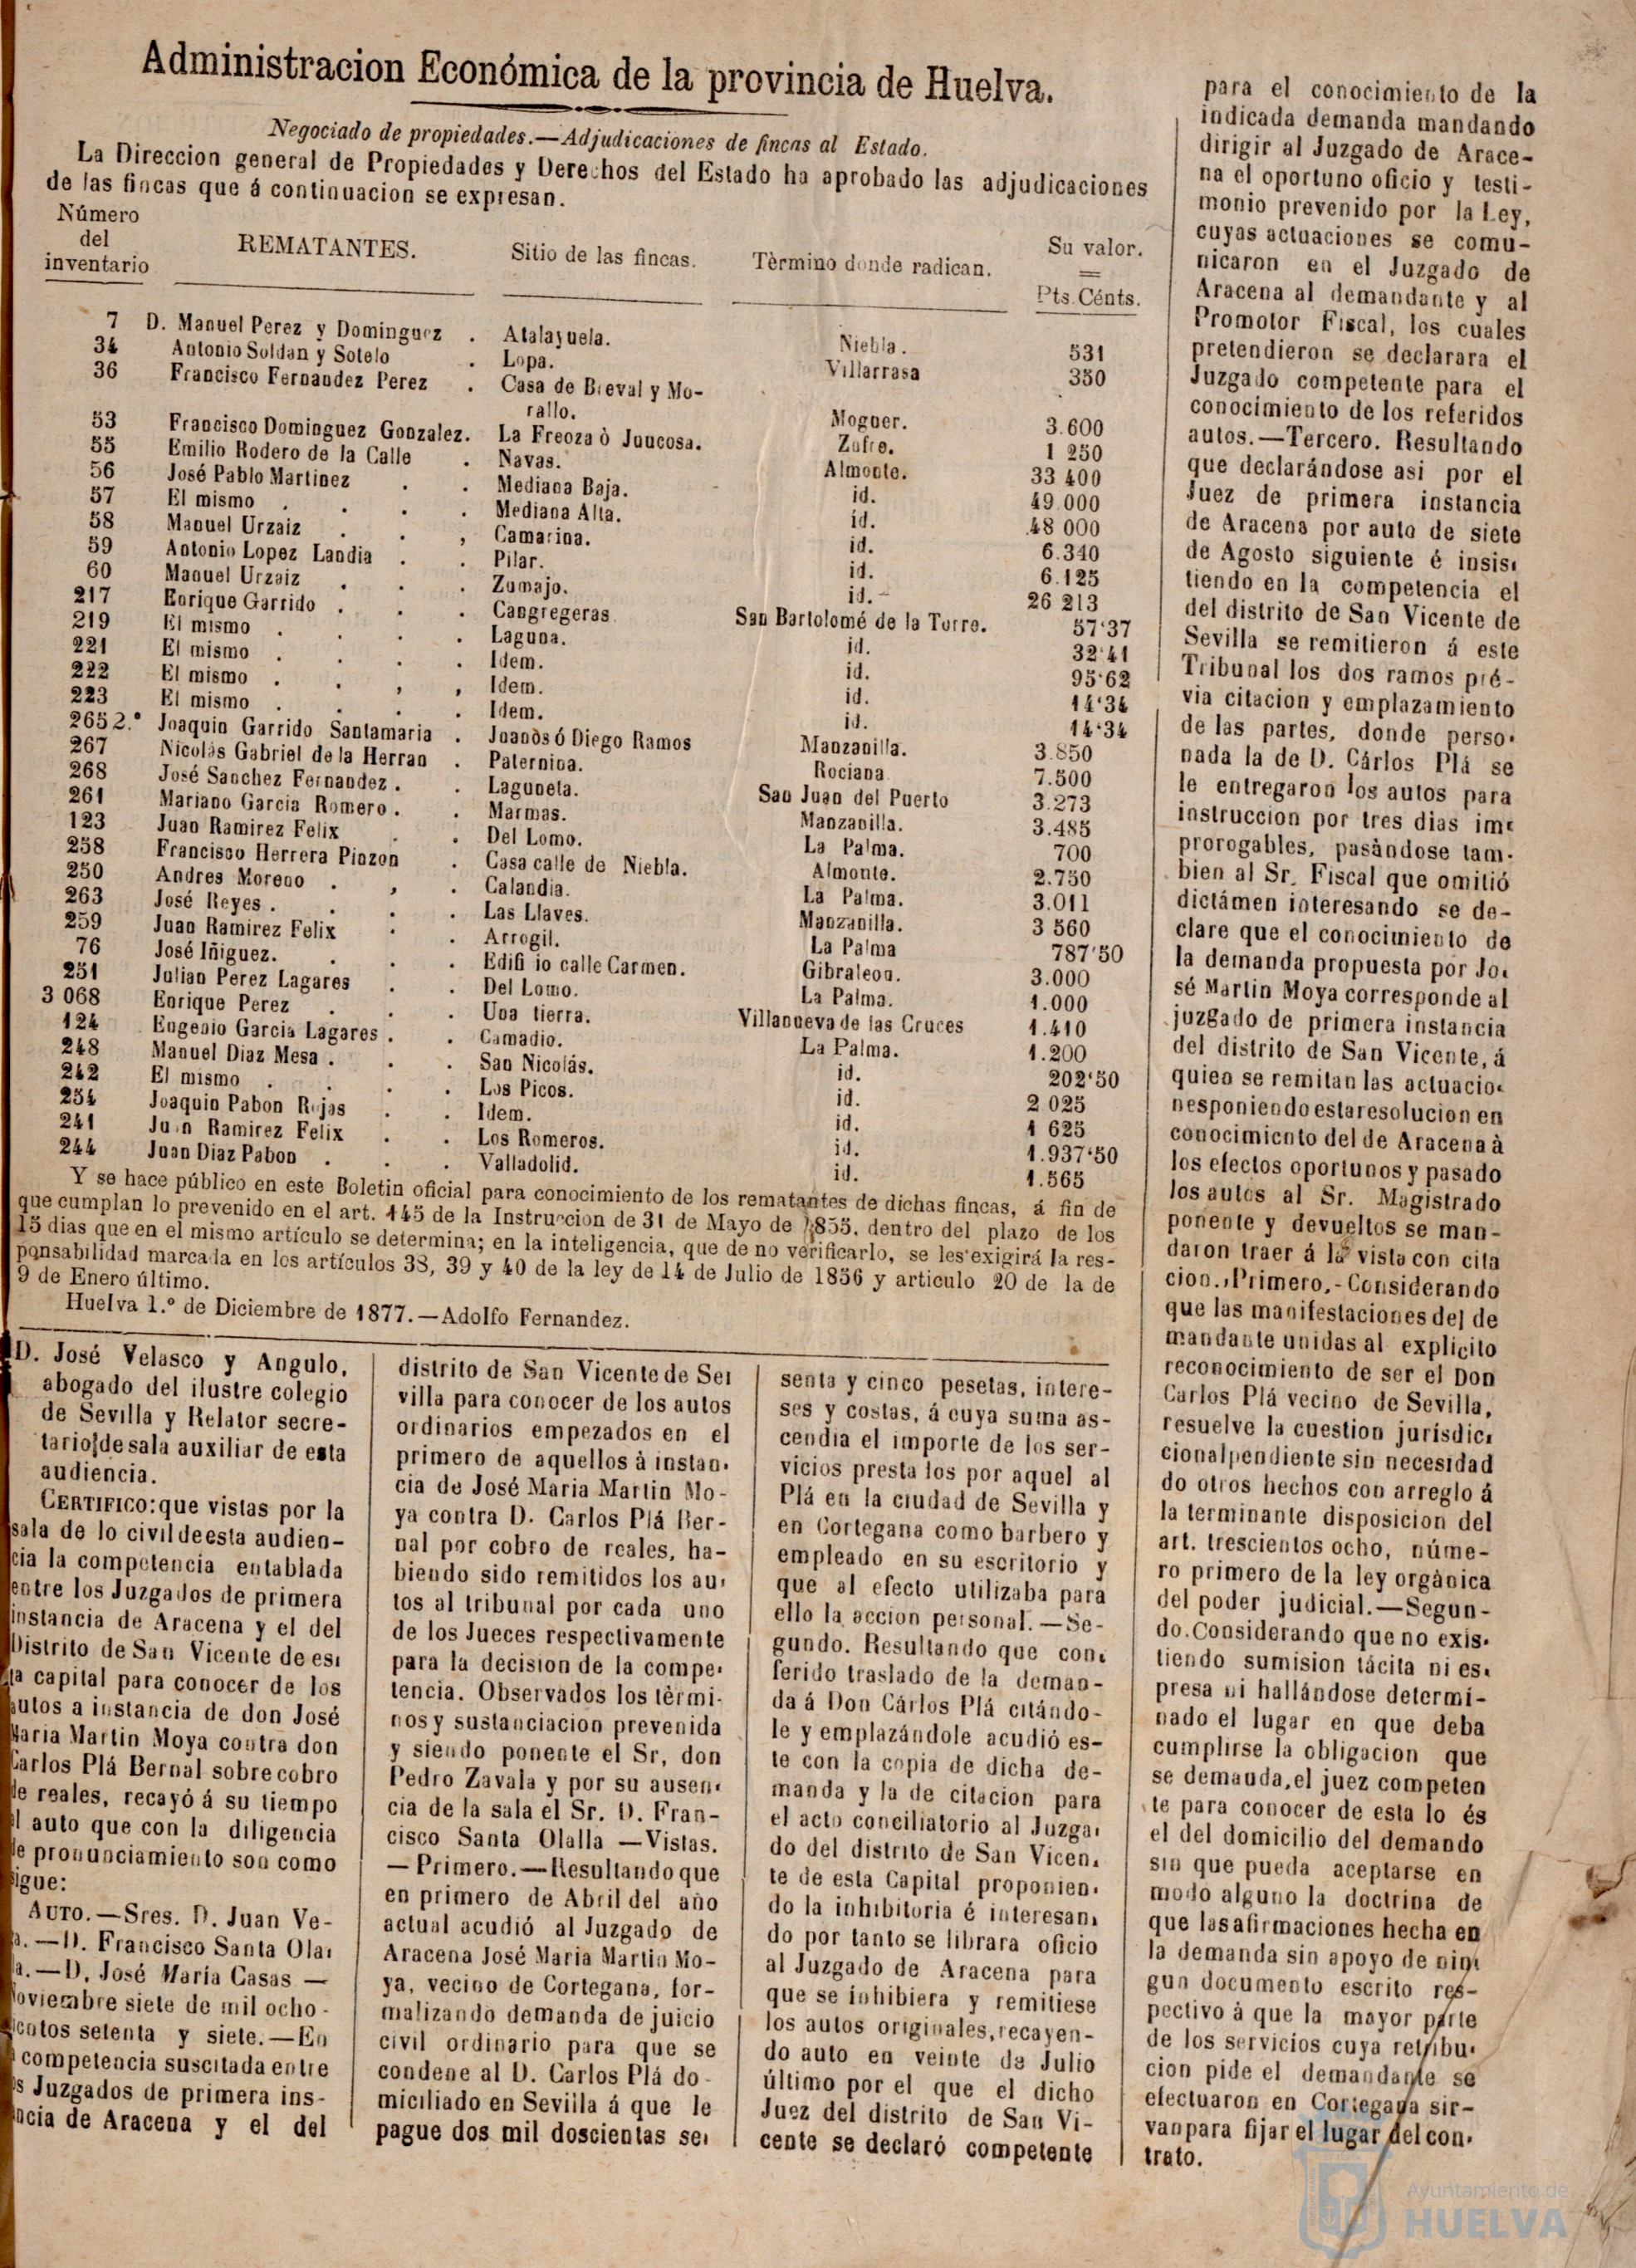 Administracion Económica de la provincia de Huelva.
Negociado de propiedades.—Adjudicaciones de fincas al Estado.
La Direccion general de Propiedades y Derechos del Estado ha aprobado las adjudicaciones
de las fincas que á continuacion se expresan.
Número del inventario REMATANTES. Sitio de las fincas. Tèrmino donde radican. Su valor. Pts. Cénts.
7 D. Manuel Perez y Dominguez . Atalayuela. Niebla. 531
34 Antonio Soldan y Sotelo . Lopa. Villarrasa 350
36 Francisco Fernandez Perez . Casa de Breval y Mo-
rallo. Moguer. 3.600
53 Francisco Dominguez Gonzalez. La Freoza ò Juucosa. Zufre. 1 250
55 Emilio Rodero de la Calle . Navas. Almonte. 33 400
56 José Pablo Martinez . . Mediana Baja. id. 49 000
57 El mismo . . . . Mediana Alta. id. 48 000
58 Manuel Urzaiz . . , Camarina. id. 6.340
59 Antonio Lopez Landia . . Pilar. id. 6.125
60 Manuel Urzaiz . . . Zumajo. id. 26 213
217 Enrique Garrido . . . Cangregeras San Bartolomé de la Torre. 57'37
219 El mismo . . . . Laguna. id. 32'41
221 El mismo . . . . Idem. id. 95'62
222 El mismo . . , , Idem. id. 14'34
223 El mismo . . . . Idem. id. 14'34
265 2.° Joaquin Garrido Santamaria . Juanos ó Diego Ramos Manzanilla. 3.850
267 Nicolás Gabriel de la Herran . Paternina. Rociana 7.500
268 José Sanchez Fernandez . . Laguneta. San Juan del Puerto 3.273
261 Mariano Garcia Romero . . Marmas. Manzanilla. 3.485
123 Juan Ramirez Felix . . Del Lomo. La Palma. 700
258 Francisco Herrera Pinzon . Casa calle de Niebla. Almonte. 2.750
250 Andres Moreno . , . Calandia. La Palma. 3.011
263 José Reyes . . . . Las Llaves. Manzanilla. 3 560
259 Juan Ramirez Felix . . Arrogil. La Palma 787'50
76 José Iñiguez. . . . Edifi io calle Carmen. Gibraleon. 3.000
251 Julian Perez Lagares . . Del Lomo. La Palma. 1.000
3 068 Enrique Perez . . . Una tierra. Villanueva de las Cruces 1.410
124 Eugenio Garcia Lagares . . Camadio. La Palma. 1.200
248 Manuel Diaz Mesa . . . San Nicolás. id. 202'50
242 El mismo . . . . Los Picos. id. 2 025
254 Joaquin Pabon Rojas . . Idem. id. 1 625
241 Juan Ramirez Felix . . Los Romeros. id. 1.937'50
244 Juan Diaz Pabon . . . Valladolid. id. 1.565
Y se hace público en este Boletin oficial para conocimiento de los rematantes de dichas fincas, á fin de
que cumplan lo prevenido en el art. 145 de la Instruccion de 31 de Mayo de 1855, dentro del plazo de los
15 dias que en el mismo artículo se determina; en la inteligencia, que de no verificarlo, se les exigirá la res-
ponsabilidad marcada en los artículos 38, 39 y 40 de la ley de 14 de Julio de 1856 y articulo 20 de la de
9 de Enero último.
Huelva 1.° de Diciembre de 1877.—Adolfo Fernandez.
D. José Velasco y Angulo,
abogado del ilustre colegio
de Sevilla y Relator secre-
tario de sala auxiliar de esta
audiencia.
CERTIFICO: que vistas por la
sala de lo civil de esta audien-
cia la competencia entablada
entre los Juzgados de primera
instancia de Aracena y el del
Distrito de San Vicente de es-
ta capital para conocer de los
autos a instancia de don José
Maria Martin Moya contra don
Carlos Plá Bernal sobre cobro
de reales, recayó á su tiempo
el auto que con la diligencia
de pronunciamiento son como
sigue:
AUTO.—Sres. D. Juan Ve-
a.—D. Francisco Santa Ola-
a.—D, José María Casas —
Noviembre siete de mil ocho-
cientos setenta y siete.—En
competencia suscitada entre
os Juzgados de primera ins-
ancia de Aracena y el del
distrito de San Vicente de Se-
villa para conocer de los autos
ordinarios empezados en el
primero de aquellos à instan-
cia de José Maria Martin Mo-
ya contra D. Carlos Plá Ber-
nal por cobro de reales, ha-
biendo sido remitidos los au-
tos al tribunal por cada uno
de los Jueces respectivamente
para la decision de la compe-
tencia. Observados los tèrmi-
nos y sustanciacion prevenida
y siendo ponente el Sr, don
Pedro Zavala y por su ausen-
cia de la sala el Sr. D. Fran-
cisco Santa Olalla —Vistas.
—Primero.—Resultando que
en primero de Abril del año
actual acudió al Juzgado de
Aracena José Maria Martin Mo-
ya, vecino de Cortegana, for-
malizando demanda de juicio
civil ordinario para que se
condene al D. Carlos Plá do-
miciliado en Sevilla á que le
pague dos mil doscientas se-
senta y cinco pesetas, intere-
ses y costas, á cuya suma as-
cendia el importe de los ser-
vicios presta los por aquel al
Plá en la ciudad de Sevilla y
en Cortegana como barbero y
empleado en su escritorio y
que al efecto utilizaba para
ello la accion personal.—Se-
gundo. Resultando que con-
ferido traslado de la deman-
da á Don Cárlos Plá citándo-
le y emplazándole acudió es-
te con la copia de dicha de-
manda y la de citacion para
el acto conciliatorio al Juzga-
do del distrito de San Vicen-
te de esta Capital proponien-
do la inhibitoria é interesan-
do por tanto se librara oficio
al Juzgado de Aracena para
que se inhibiera y remitiese
los autos originales, recayen-
do auto en veinte de Julio
último por el que el dicho
Juez del distrito de San Vi-
cente se declaró competente
para el conocimiento de la
indicada demanda mandando
dirigir al Juzgado de Arace-
na el oportuno oficio y testi-
monio prevenido por la Ley,
cuyas actuaciones se comu-
nicaron en el Juzgado de
Aracena al demandante y al
Promotor Fiscal, los cuales
pretendieron se declarara el
Juzgado competente para el
conocimiento de los referidos
autos.—Tercero. Resultando
que declarándose asi por el
Juez de primera instancia
de Aracena por auto de siete
de Agosto siguiente é insis-
tiendo en la competencia el
del distrito de San Vicente de
Sevilla se remitieron á este
Tribunal los dos ramos pré-
via citacion y emplazamiento
de las partes, donde perso-
nada la de D. Cárlos Plá se
le entregaron los autos para
instruccion por tres dias im-
prorogables, pasàndose tam-
bien al Sr. Fiscal que omitió
dictámen interesando se de-
clare que el conocimiento de
la demanda propuesta por Jo-
sé Martin Moya corresponde al
juzgado de primera instancia
del distrito de San Vicente, á
quien se remitan las actuacio-
nes poniendo esta resolucion en
conocimiento del de Aracena à
los efectos oportunos y pasado
los autos al Sr. Magistrado
ponente y devueltos se man-
daron traer á la vista con cita
cion., Primero,-Considerando
que las manifestaciones del de
mandante unidas al explicito
reconocimiento de ser el Don
Carlos Plá vecino de Sevilla,
resuelve la cuestion jurisdic-
cional pendiente sin necesidad
do otros hechos con arreglo á
la terminante disposicion del
art. trescientos ocho, núme-
ro primero de la ley orgànica
del poder judicial.—Segun-
do. Considerando que no exis-
tiendo sumision tácita ni es-
presa ni hallándose determi-
nado el lugar en que deba
cumplirse la obligacion que
se demauda, el juez competen
te para conocer de esta lo és
el del domicilio del demando
sin que pueda aceptarse en
modo alguno la doctrina de
que las afirmaciones hecha en
la demanda sin apoyo de nin-
gun documento escrito res-
pectivo à que la mayor parte
de los servicios cuya retribu-
cion pide el demandante se
efectuaron en Cortegana sir-
van para fijar el lugar del con-
trato.
Ayuntamiento de
HUELVA